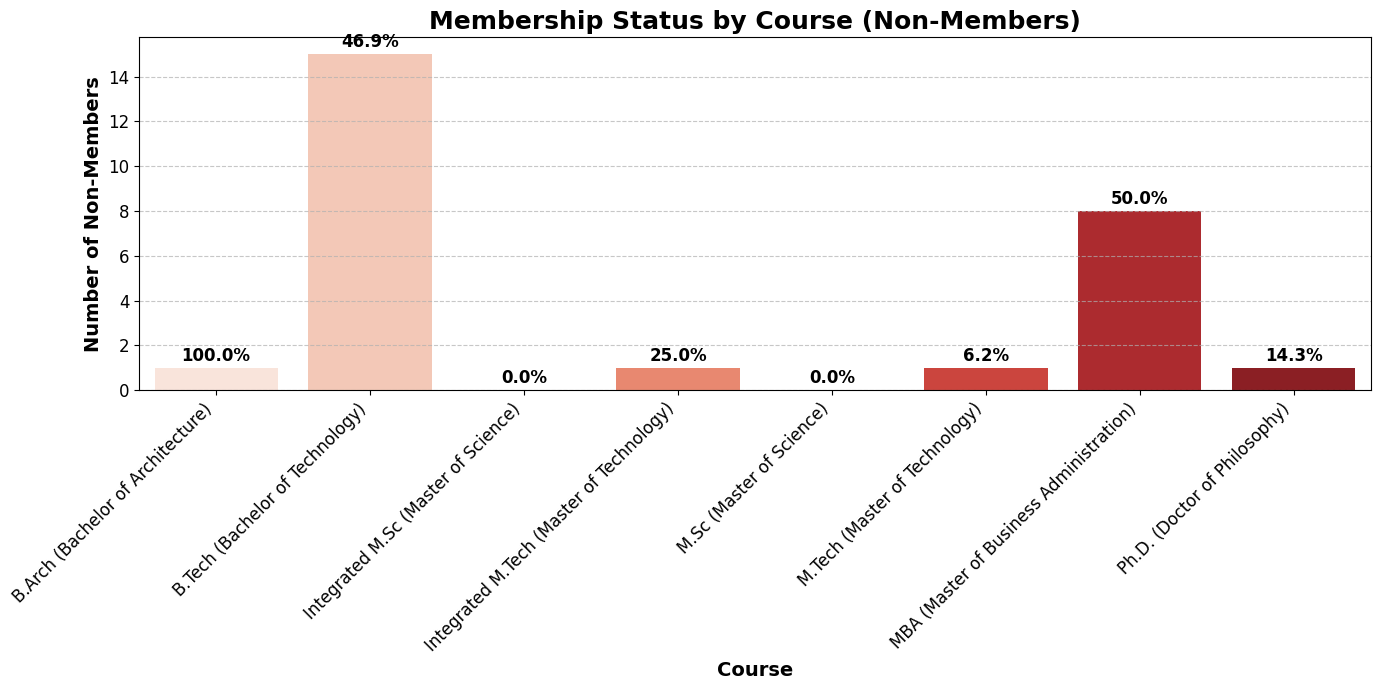 Membership Status by Course (Non-Members)
Number of Non-Members
14
12
10
8
6
4
2
0
100.0%
46.9%
0.0%
25.0%
0.0%
6.2%
50.0%
14.3%
B.Arch (Bachelor of Architecture)
B.Tech (Bachelor of Technology)
Integrated M.Sc (Master of Science)
Integrated M.Tech (Master of Technology)
M.Sc (Master of Science)
M.Tech (Master of Technology)
MBA (Master of Business Administration)
Ph.D. (Doctor of Philosophy)
Course